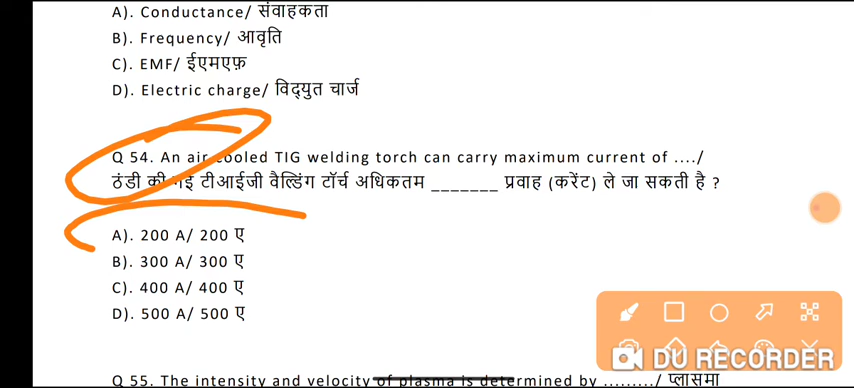 A). Conductance/ संवाहकता
B). Frequency/ आवृति
C). EMF/ ईएमएफ़
D). Electric charge/ विद्युत चार्ज
Q 54. An air cooled TIG welding torch can carry maximum current of ..../
ठंडी की गई टीआईजी वैल्डिंग टॉर्च अधिकतम _______ प्रवाह (करेंट) ले जा सकती है ?
A). 200 A/ 200 ए
B). 300 A/ 300 ए
C). 400 A/ 400 ए
D). 500 A/ 500 ए
DU RECORDER
Q 55. The intensity and velocity of plasma is determined by ........./ प्लासमा